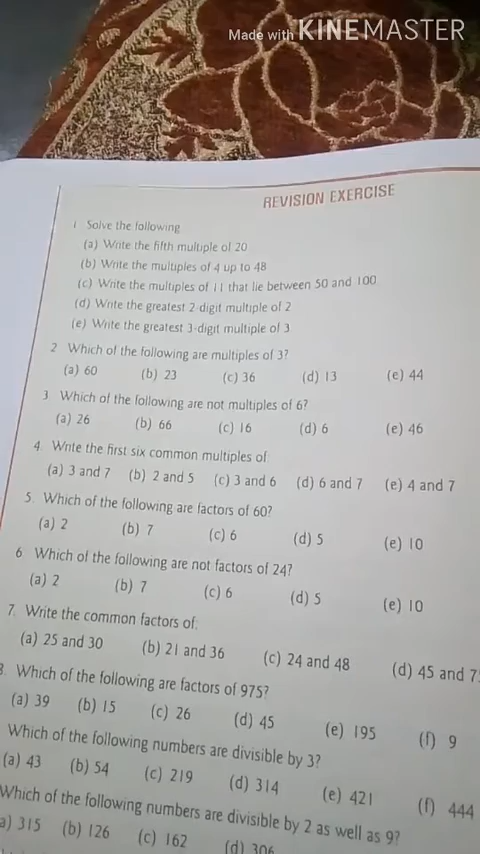 Made with KINEMASTER
REVISION EXERCISE
1 Solve the following
(a) Write the fifth multiple of 20
(b) Write the multiples of 4 up to 48
(c) Write the multiples of 11 that lie between 50 and 100
(d) Write the greatest 2-digit multiple of 2
(e) Write the greatest 3-digit multiple of 3
2 Which of the following are multiples of 3?
(a) 60 (b) 23 (c) 36 (d) 13 (e) 44
3 Which of the following are not multiples of 6?
(a) 26 (b) 66 (c) 16 (d) 6 (e) 46
4. Write the first six common multiples of
(a) 3 and 7 (b) 2 and 5 (c) 3 and 6 (d) 6 and 7 (e) 4 and 7
5. Which of the following are factors of 60?
(a) 2 (b) 7 (c) 6 (d) 5 (e) 10
6 Which of the following are not factors of 24?
(a) 2 (b) 7 (c) 6 (d) 5 (e) 10
7. Write the common factors of:
(a) 25 and 30 (b) 21 and 36 (c) 24 and 48 (d) 45 and
8. Which of the following are factors of 975?
(a) 39 (b) 15 (c) 26 (d) 45 (e) 195 (f) 9
Which of the following numbers are divisible by 3?
(a) 43 (b) 54 (c) 219 (d) 314 (e) 421 (f) 444
Which of the following numbers are divisible by 2 as well as 9?
a) 315 (b) 126 (c) 162 (d) 306